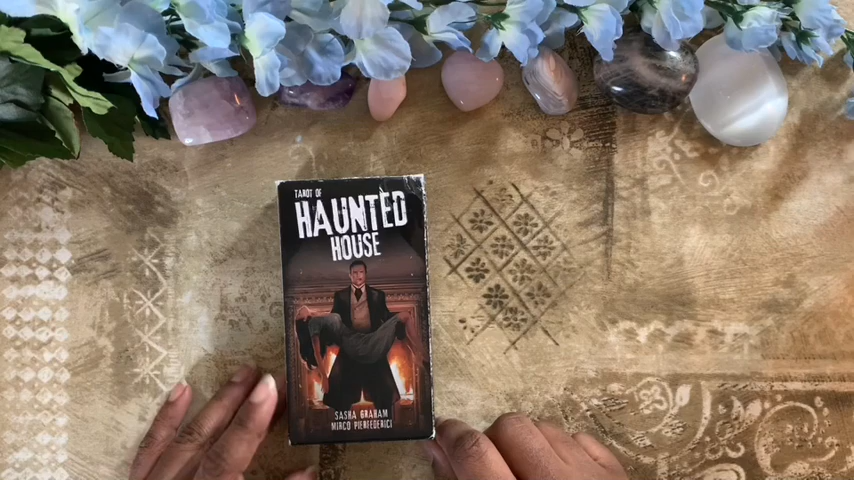 TAROT OF
HAUNTED
HOUSE
SASHA GRAHAM
MIRCO PIERFEDERICI